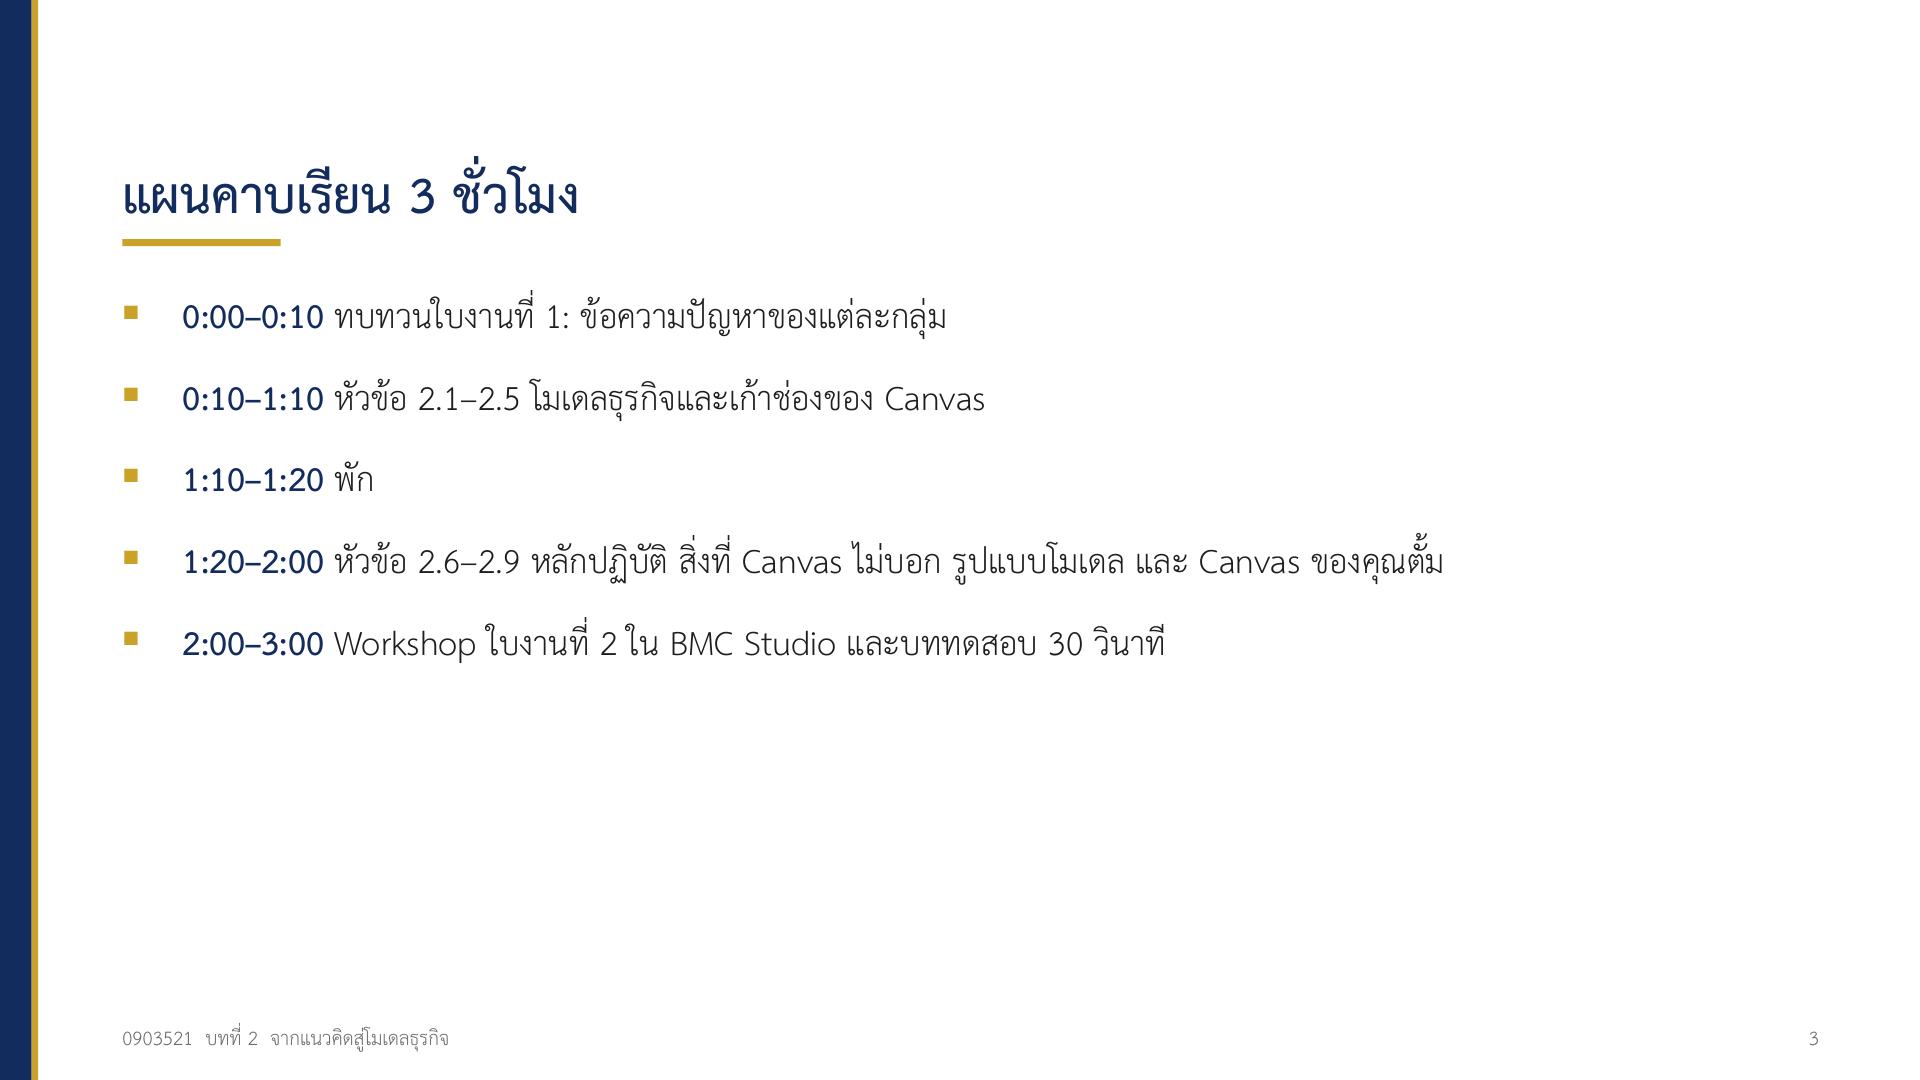 แผนคาบเรียน 3 ชั่วโมง
0:00–0:10 ทบทวนใบงานที่ 1: ข้อความปัญหาของแต่ละกลุ่ม
0:10–1:10 หัวข้อ 2.1–2.5 โมเดลธุรกิจและเก้าช่องของ Canvas
1:10–1:20 พัก
1:20–2:00 หัวข้อ 2.6–2.9 หลักปฏิบัติ สิ่งที่ Canvas ไม่บอก รูปแบบโมเดล และ Canvas ของคุณตั้ม
2:00–3:00 Workshop ใบงานที่ 2 ใน BMC Studio และบททดสอบ 30 วินาที
0903521 บทที่ 2 จากแนวคิดสู่โมเดลธุรกิจ
3